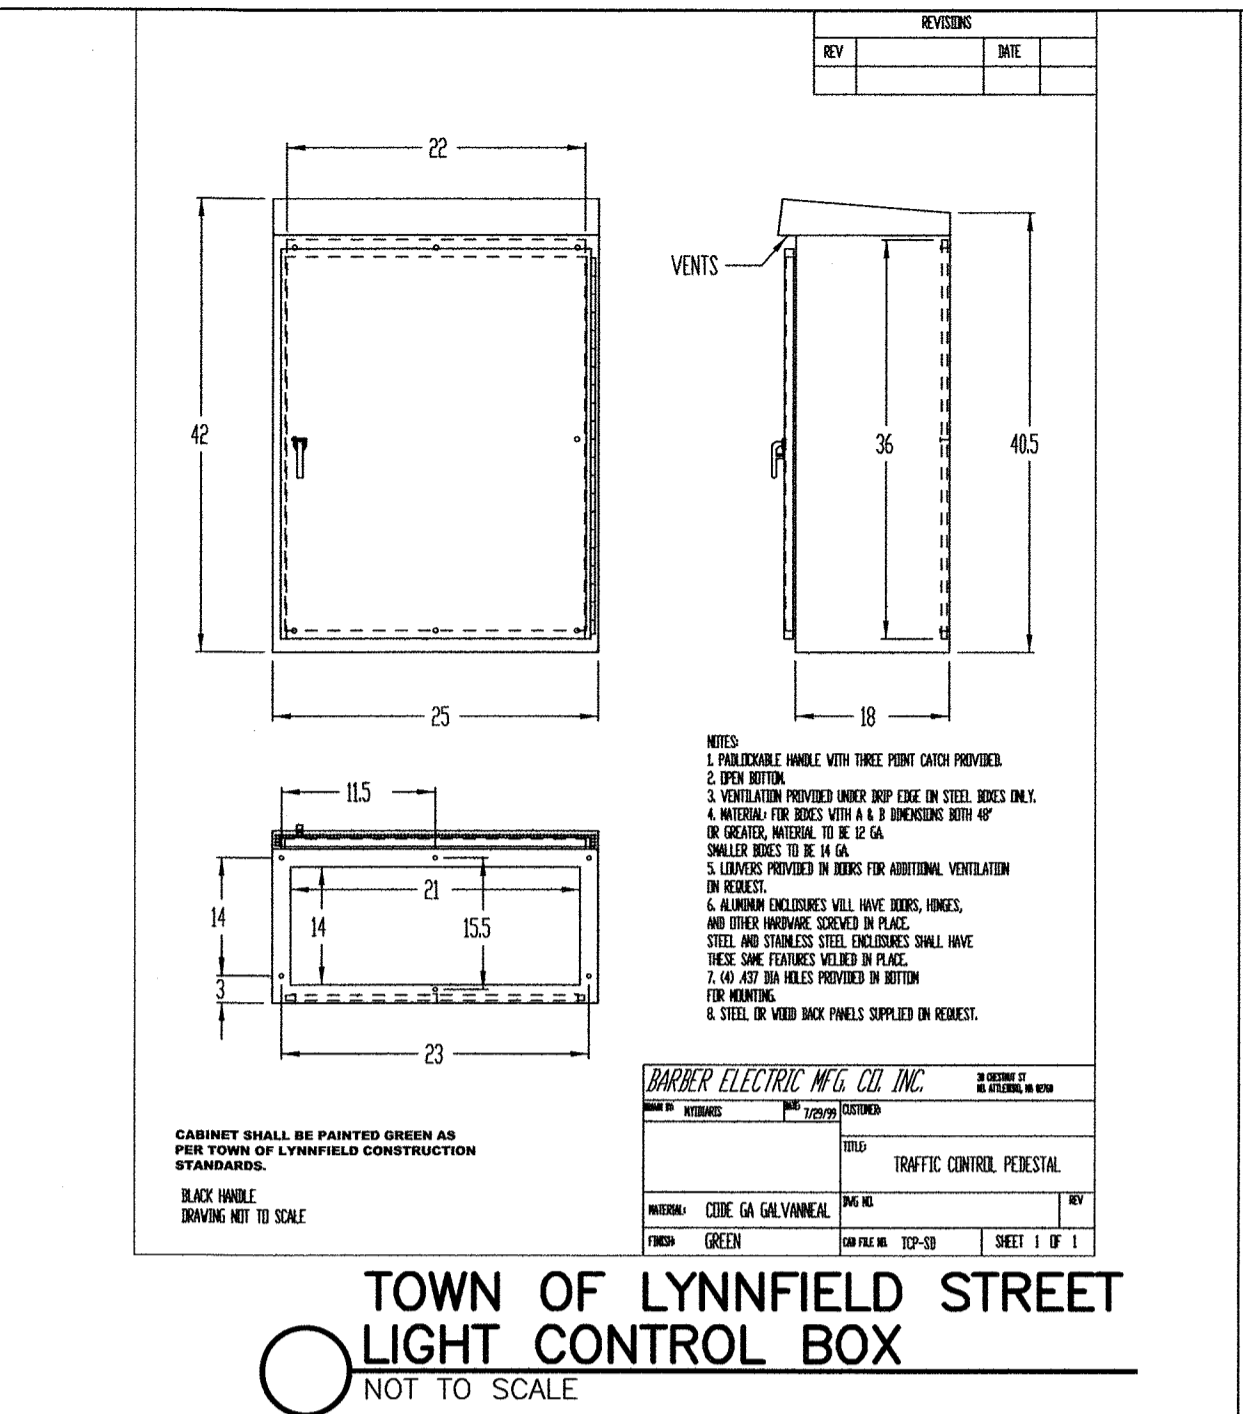 REVISIONS
REV DATE
22
VENTS
42
36
40.5
25
18
NOTES:
1. PADLOCKABLE HANDLE WITH THREE POINT CATCH PROVIDED.
2. OPEN BOTTOM.
3. VENTILATION PROVIDED UNDER DRIP EDGE ON STEEL BOXES ONLY.
4. MATERIAL: FOR BOXES WITH A & B DIMENSIONS BOTH 48"
OR GREATER, MATERIAL TO BE 12 GA.
SMALLER BOXES TO BE 14 GA.
5. LOUVERS PROVIDED IN DOORS FOR ADDITIONAL VENTILATION
ON REQUEST.
6. ALUMINUM ENCLOSURES WILL HAVE DOORS, HINGES,
AND OTHER HARDWARE SCREWED IN PLACE.
STEEL AND STAINLESS STEEL ENCLOSURES SHALL HAVE
THESE SAME FEATURES WELDED IN PLACE.
7. (4) .437 DIA HOLES PROVIDED IN BOTTOM
FOR MOUNTING.
8. STEEL OR WOOD BACK PANELS SUPPLIED ON REQUEST.
11.5
21
14
14
15.5
3
23
BARBER ELECTRIC MFG. CO. INC.
CHESTNUT ST
ATTLEBORO, MA 02760
DRAWN BY: DATE: 7/29/99
CUSTOMER:
TITLE:
TRAFFIC CONTROL PEDESTAL
MATERIAL: CODE GA GALVANNEAL
DWG NO. REV
FINISH: GREEN
CAD FILE NO. TCP-SD
SHEET 1 OF 1
CABINET SHALL BE PAINTED GREEN AS
PER TOWN OF LYNNFIELD CONSTRUCTION
STANDARDS.
BLACK HANDLE
DRAWING NOT TO SCALE
TOWN OF LYNNFIELD STREET
LIGHT CONTROL BOX
NOT TO SCALE